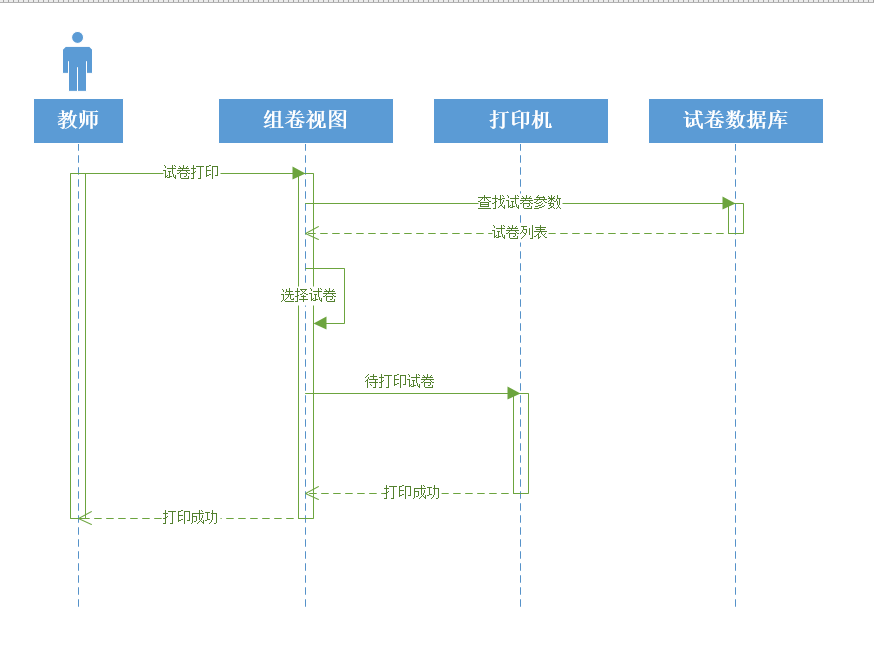 教师
组卷视图
打印机
试卷数据库
试卷打印
查找试卷参数
试卷列表
选择试卷
待打印试卷
打印成功
打印成功